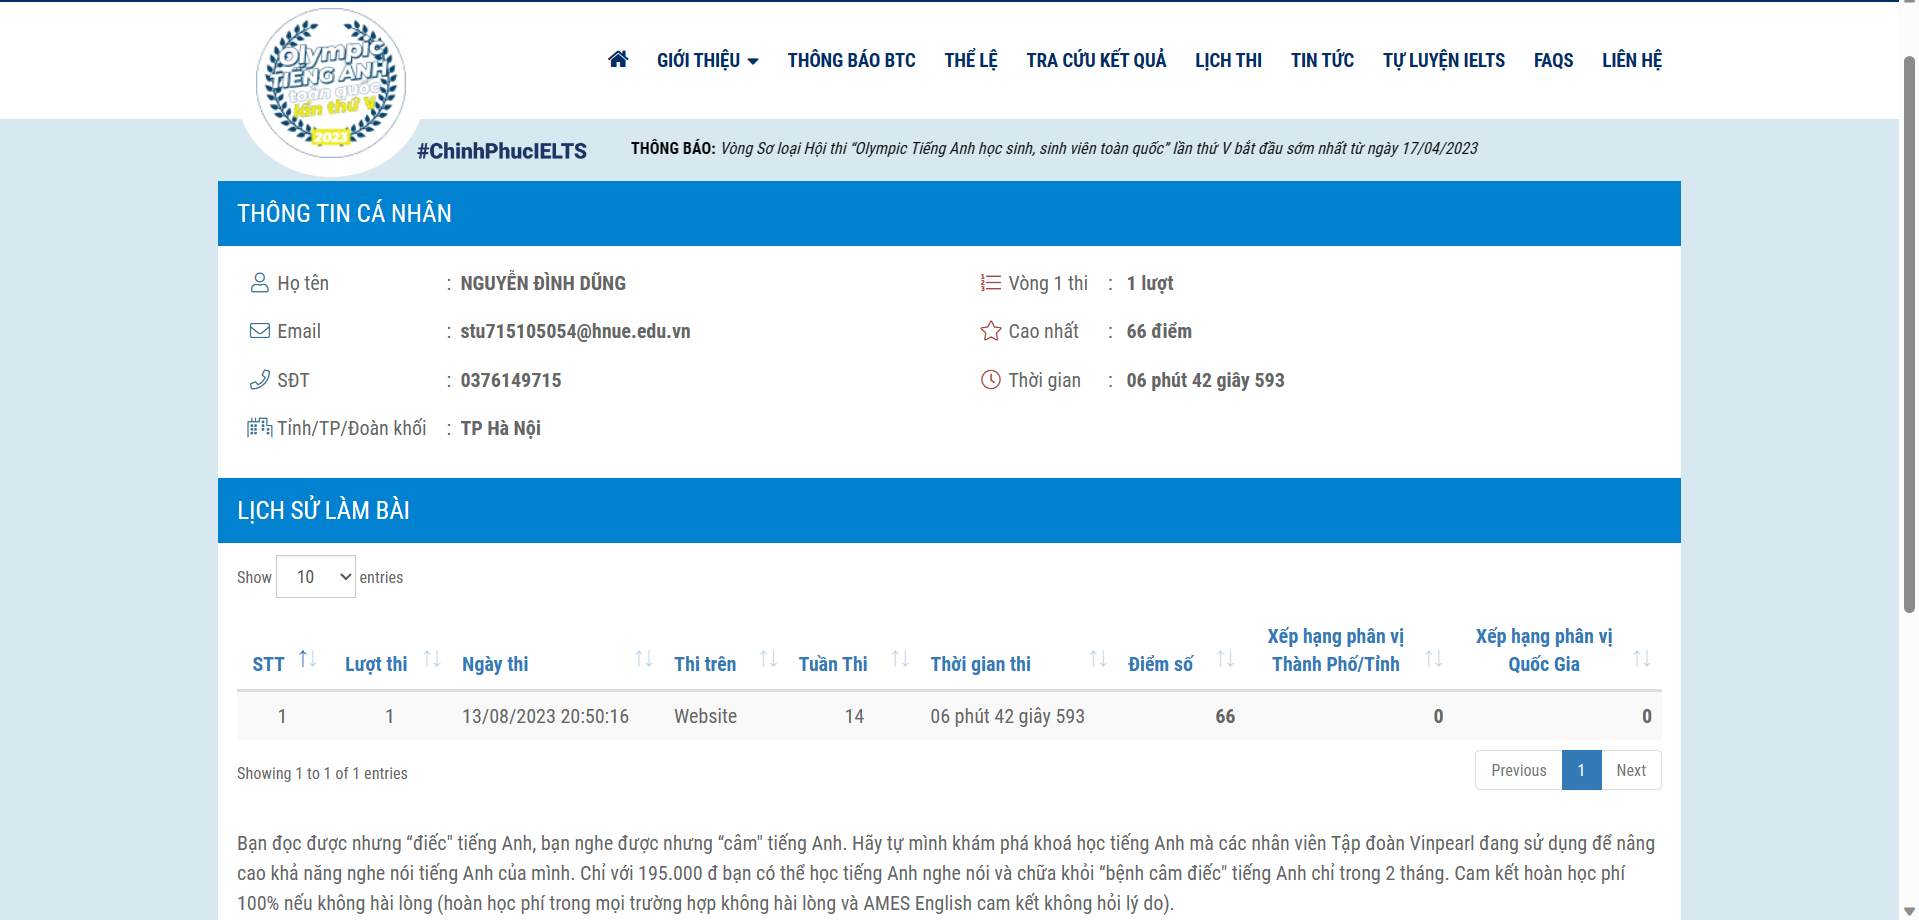 Olympic
TIẾNG ANH
toàn quốc
lần thứ V
2023
GIỚI THIỆU
THÔNG BÁO BTC
THỂ LỆ
TRA CỨU KẾT QUẢ
LỊCH THI
TIN TỨC
TỰ LUYỆN IELTS
FAQS
LIÊN HỆ
#ChinhPhucIELTS
THÔNG BÁO: Vòng Sơ loại Hội thi “Olympic Tiếng Anh học sinh, sinh viên toàn quốc” lần thứ V bắt đầu sớm nhất từ ngày 17/04/2023
THÔNG TIN CÁ NHÂN
Họ tên : NGUYỄN ĐÌNH DŨNG
Vòng 1 thi : 1 lượt
Email : stu715105054@hnue.edu.vn
Cao nhất : 66 điểm
SĐT : 0376149715
Thời gian : 06 phút 42 giây 593
Tỉnh/TP/Đoàn khối : TP Hà Nội
LỊCH SỬ LÀM BÀI
Show 10 entries
STT Lượt thi Ngày thi Thi trên Tuần Thi Thời gian thi Điểm số Xếp hạng phân vị Thành Phố/Tỉnh Xếp hạng phân vị Quốc Gia
1 1 13/08/2023 20:50:16 Website 14 06 phút 42 giây 593 66 0 0
Showing 1 to 1 of 1 entries
Previous 1 Next
Bạn đọc được nhưng “điếc" tiếng Anh, bạn nghe được nhưng “câm" tiếng Anh. Hãy tự mình khám phá khoá học tiếng Anh mà các nhân viên Tập đoàn Vinpearl đang sử dụng để nâng
cao khả năng nghe nói tiếng Anh của mình. Chỉ với 195.000 đ bạn có thể học tiếng Anh nghe nói và chữa khỏi “bệnh câm điếc" tiếng Anh chỉ trong 2 tháng. Cam kết hoàn học phí
100% nếu không hài lòng (hoàn học phí trong mọi trường hợp không hài lòng và AMES English cam kết không hỏi lý do).